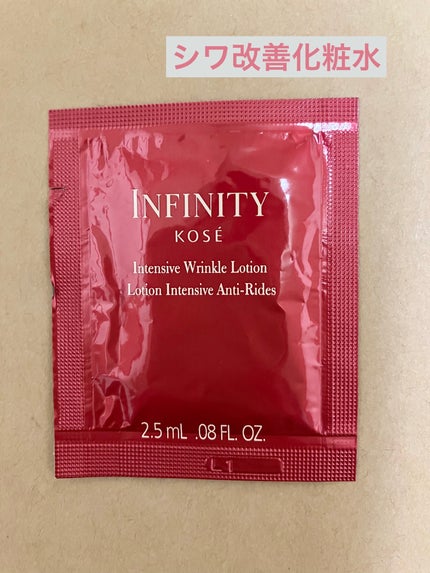 シワ改善化粧水
INFINITY
KOSÉ
Intensive Wrinkle Lotion
Lotion Intensive Anti-Rides
2.5 mL .08 FL. OZ.
L1